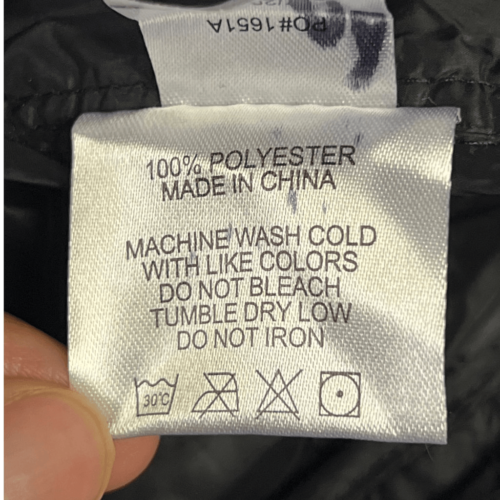 PO#1651A
100% POLYESTER
MADE IN CHINA
MACHINE WASH COLD
WITH LIKE COLORS
DO NOT BLEACH
TUMBLE DRY LOW
DO NOT IRON
30°C